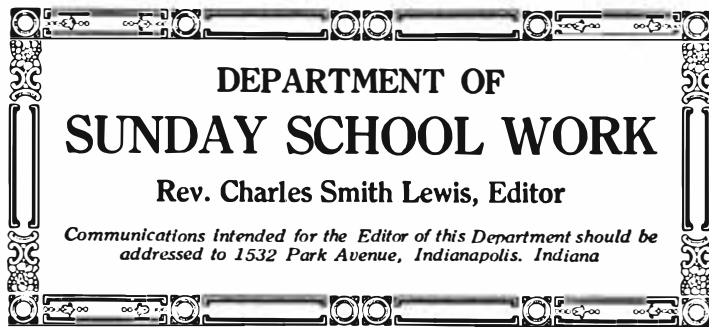 DEPARTMENT OF
SUNDAY SCHOOL WORK
Rev. Charles Smith Lewis, Editor
Communications intended for the Editor of this Department should be
addressed to 1532 Park Avenue, Indianapolis. Indiana